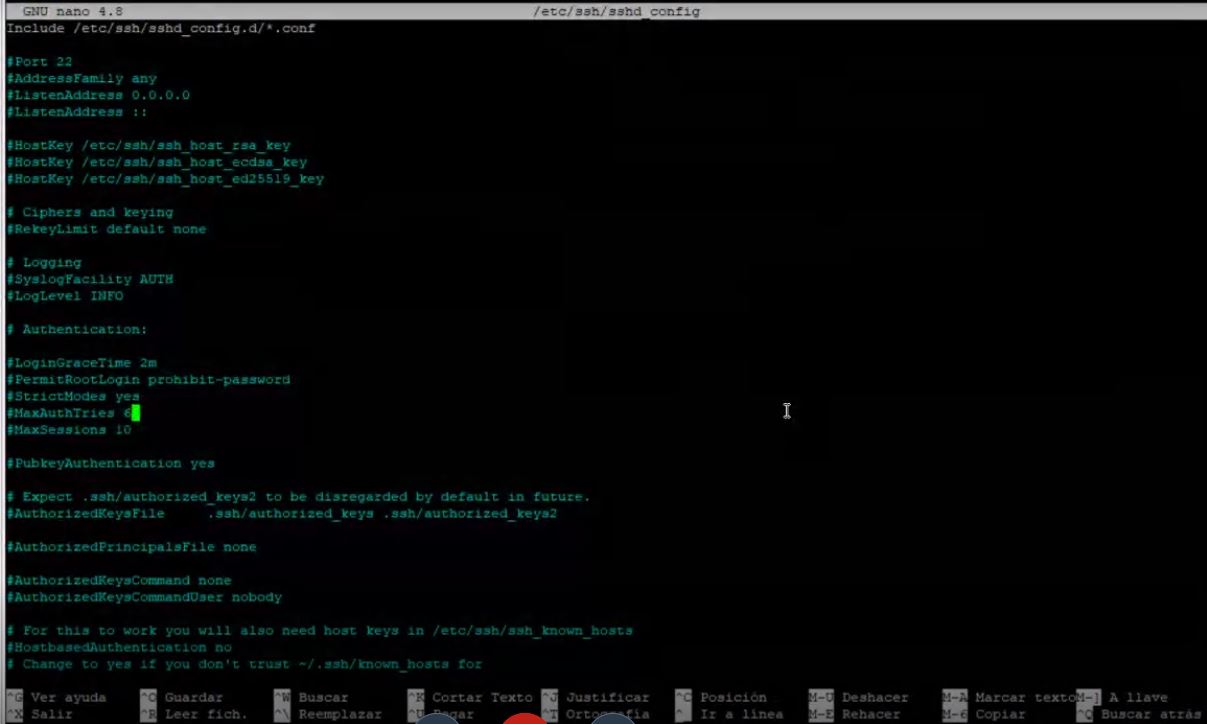 GNU nano 4.8 /etc/ssh/sshd_config
Include /etc/ssh/sshd_config.d/*.conf
#Port 22
#AddressFamily any
#ListenAddress 0.0.0.0
#ListenAddress ::
#HostKey /etc/ssh/ssh_host_rsa_key
#HostKey /etc/ssh/ssh_host_ecdsa_key
#HostKey /etc/ssh/ssh_host_ed25519_key
# Ciphers and keying
#RekeyLimit default none
# Logging
#SyslogFacility AUTH
#LogLevel INFO
# Authentication:
#LoginGraceTime 2m
#PermitRootLogin prohibit-password
#StrictModes yes
#MaxAuthTries 6
#MaxSessions 10
#PubkeyAuthentication yes
# Expect .ssh/authorized_keys2 to be disregarded by default in future.
#AuthorizedKeysFile .ssh/authorized_keys .ssh/authorized_keys2
#AuthorizedPrincipalsFile none
#AuthorizedKeysCommand none
#AuthorizedKeysCommandUser nobody
# For this to work you will also need host keys in /etc/ssh/ssh_known_hosts
#HostbasedAuthentication no
# Change to yes if you don't trust ~/.ssh/known_hosts for
^G Ver ayuda ^O Guardar ^W Buscar ^K Cortar Texto ^J Justificar ^C Posición M-U Deshacer M-A Marcar texto M-] A llave
^X Salir ^R Leer fich. ^\ Reemplazar ^U Pegar ^T Ortografía ^_ Ir a línea M-E Rehacer M-6 Copiar ^Q Buscar atrás